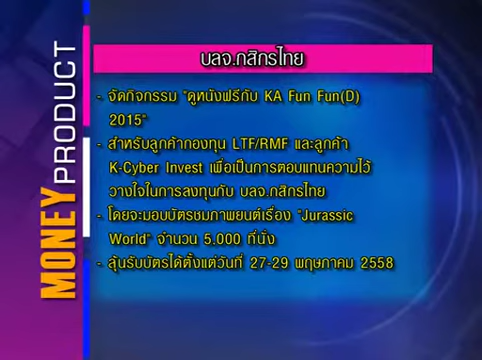 MONEY PRODUCT
บลจ.กสิกรไทย
- จัดกิจกรรม "ดูหนังฟรีกับ KA Fun Fun(D)
2015"
- สำหรับลูกค้ากองทุน LTF/RMF และลูกค้า
K-Cyber Invest เพื่อเป็นการตอบแทนความไว้
วางใจในการลงทุนกับ บลจ.กสิกรไทย
- โดยจะมอบบัตรชมภาพยนต์เรื่อง "Jurassic
World" จำนวน 5,000 ที่นั่ง
- ลุ้นรับบัตรได้ตั้งแต่วันที่ 27-29 พฤษภาคม 2558